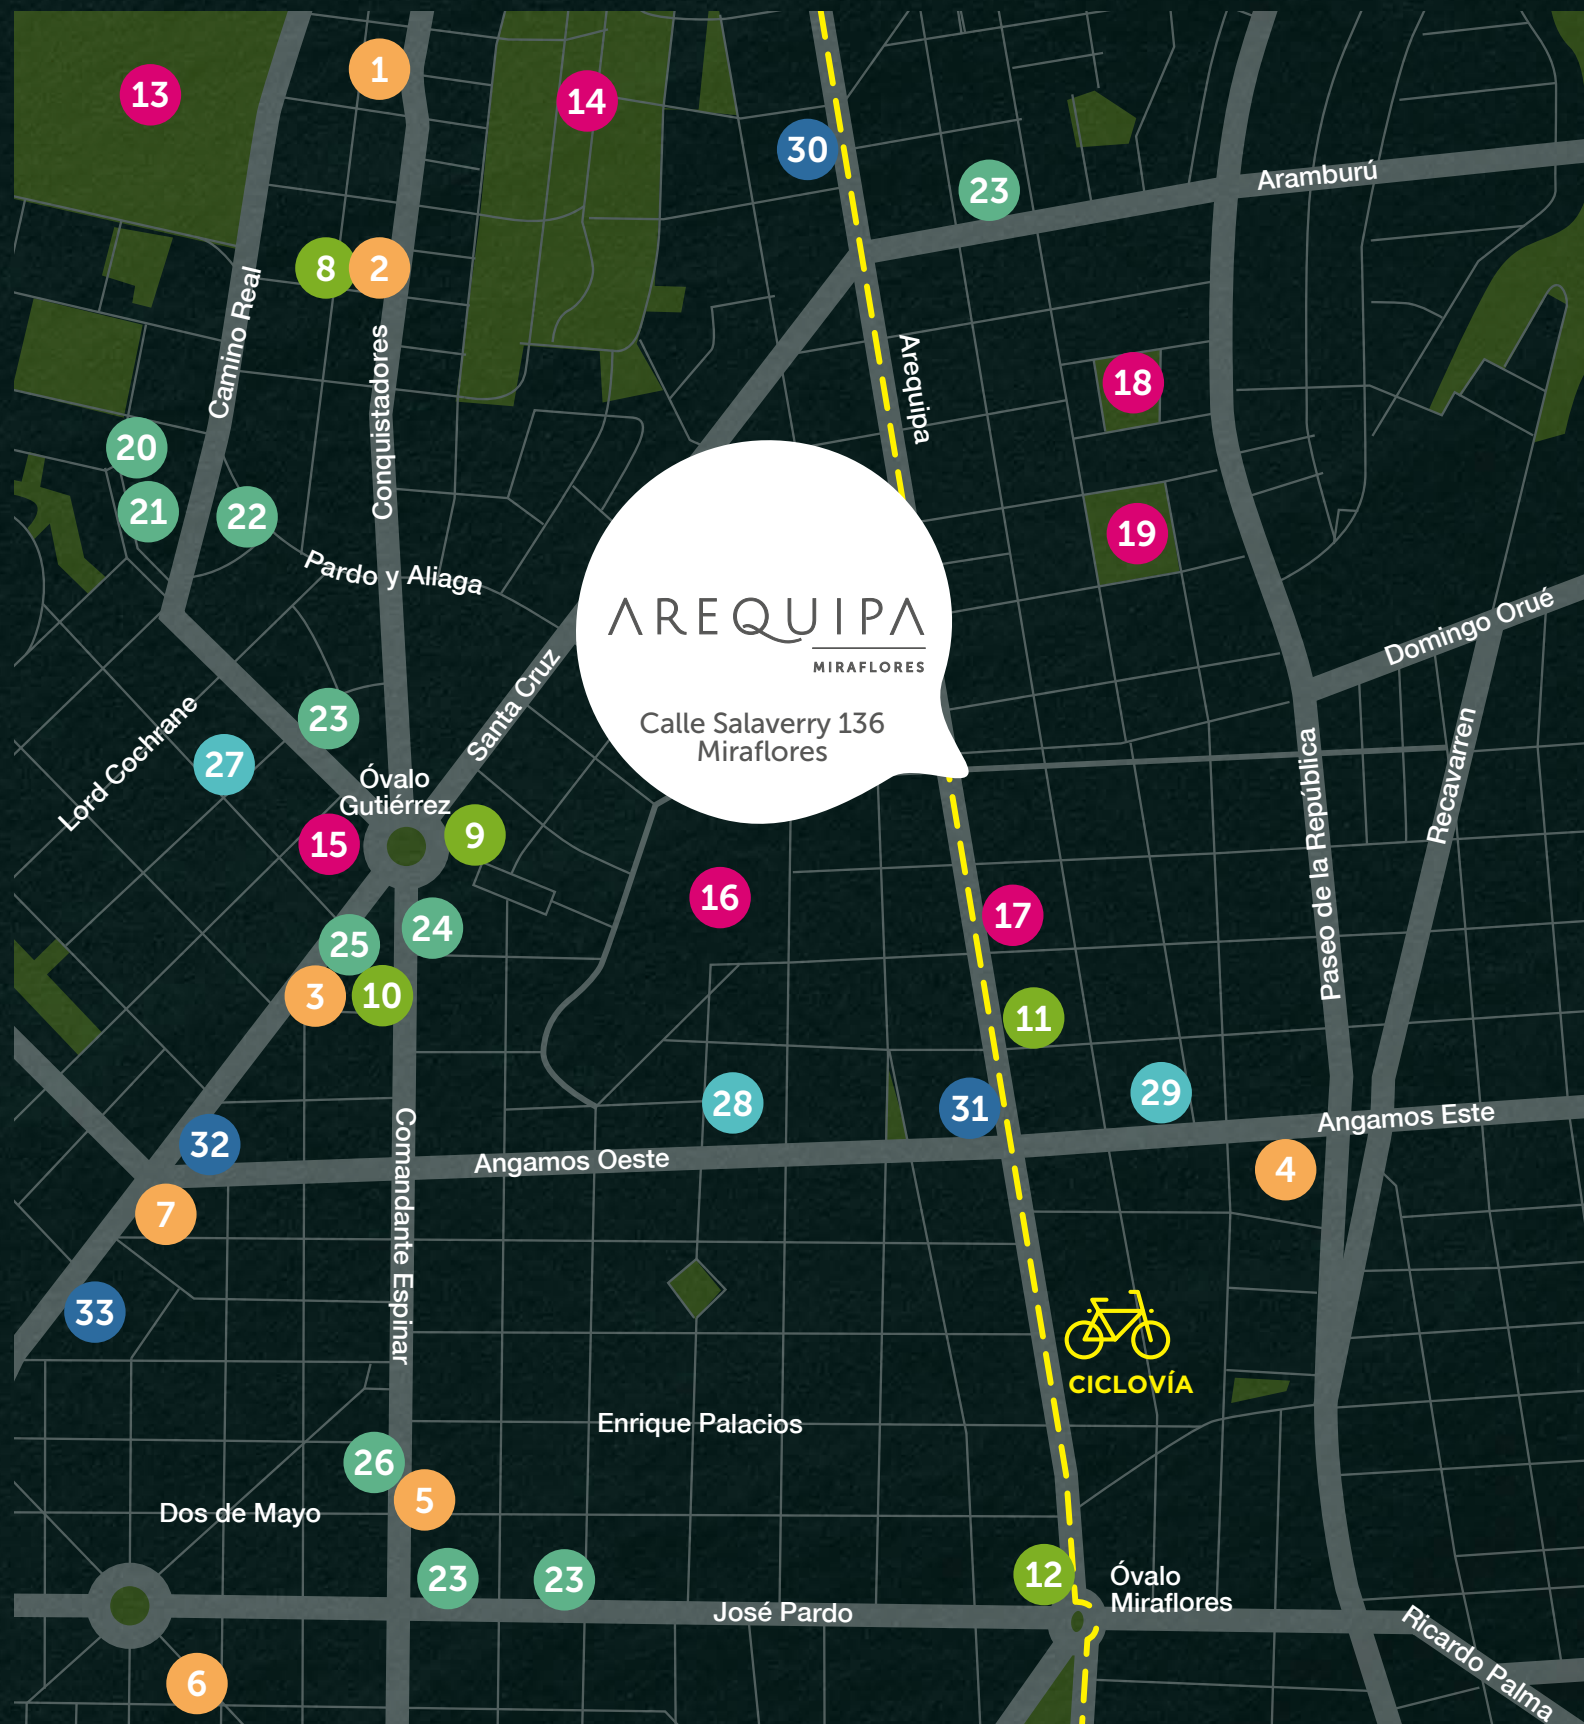 1
13
14
30
23
Aramburú
8
2
Camino Real
Conquistadores
Arequipa
18
20
21
22
19
Pardo y Aliaga
AREQUIPA
MIRAFLORES
Calle Salaverry 136
Miraflores
Domingo Orué
Santa Cruz
Lord Cochrane
23
27
Óvalo
Gutiérrez
15
9
Paseo de la República
Recavarren
16
17
24
25
3
10
11
28
31
29
32
Angamos Oeste
Angamos Este
4
7
Comandante Espinar
33
CICLOVÍA
Enrique Palacios
26
5
Dos de Mayo
23
23
12
Óvalo
Miraflores
José Pardo
Ricardo Palma
6